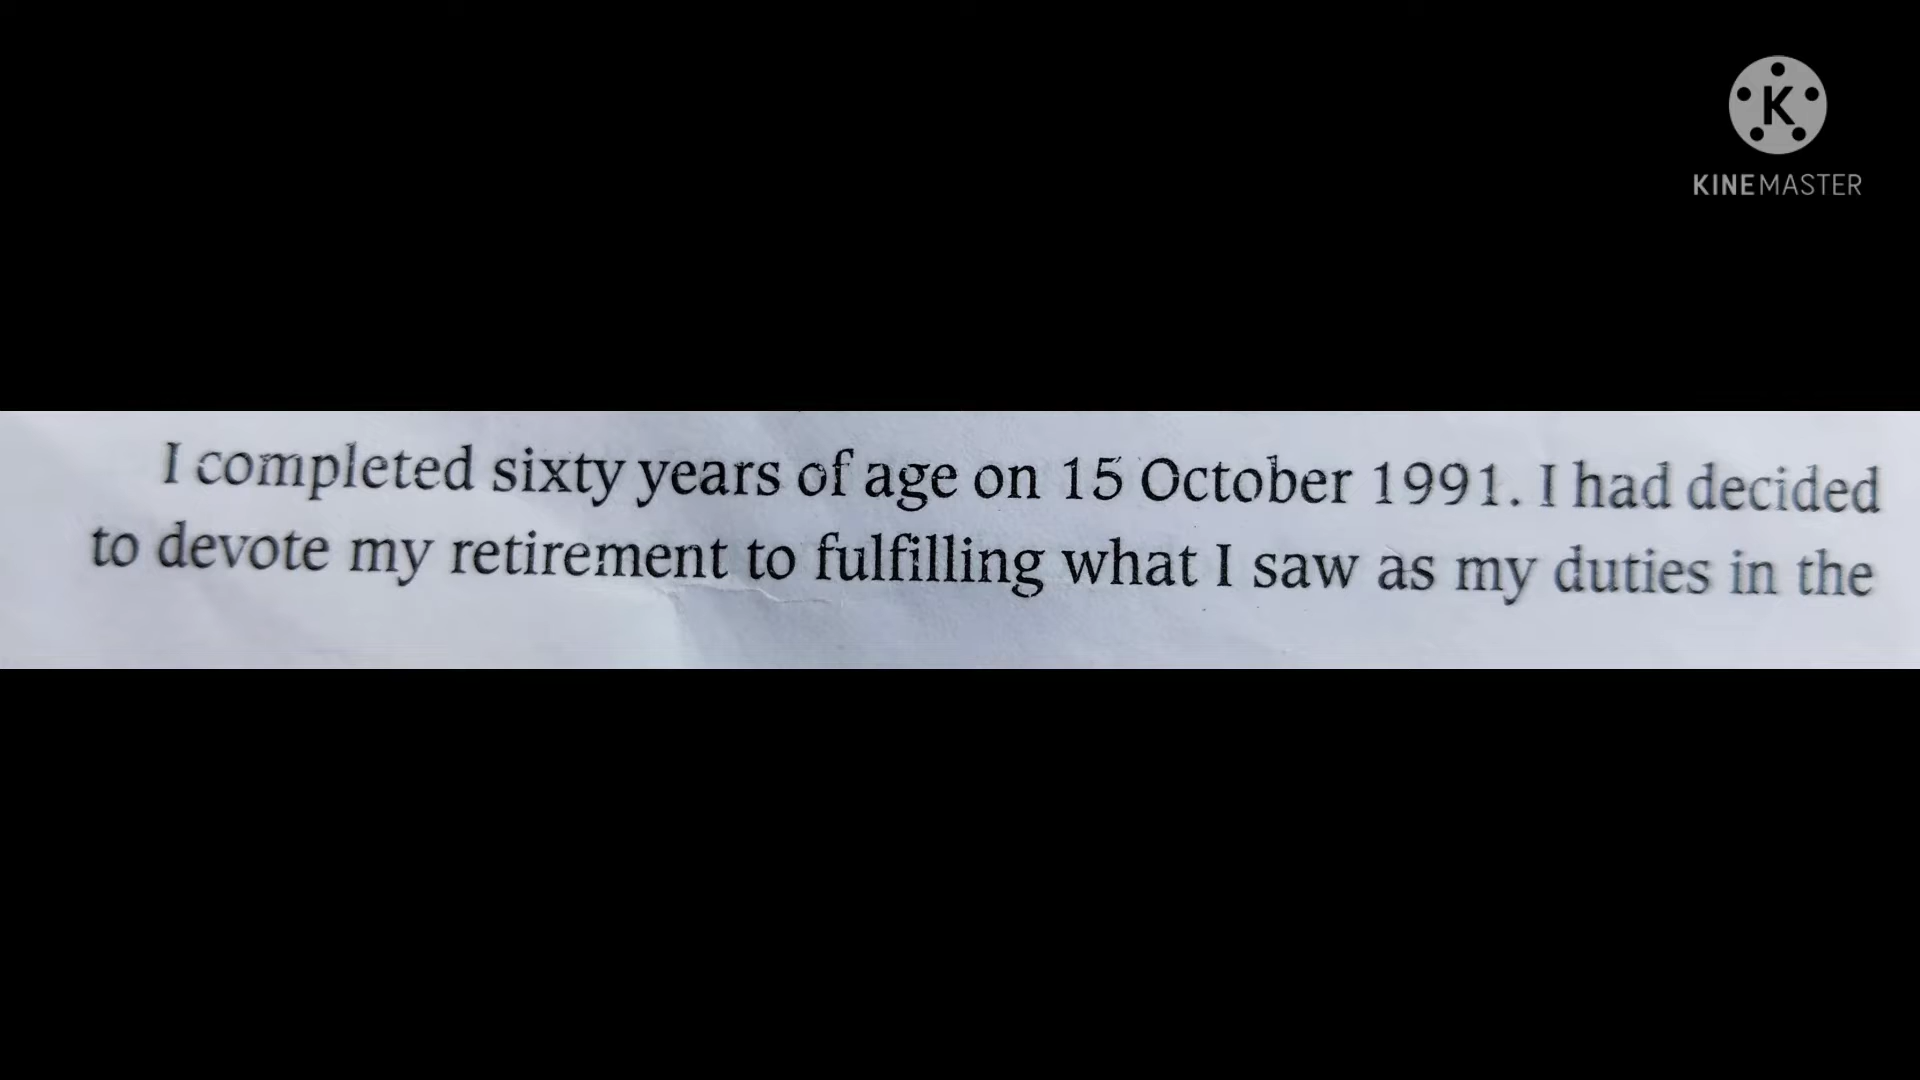 KINEMASTER
I completed sixty years of age on 15 October 1991. I had decided
to devote my retirement to fulfilling what I saw as my duties in the